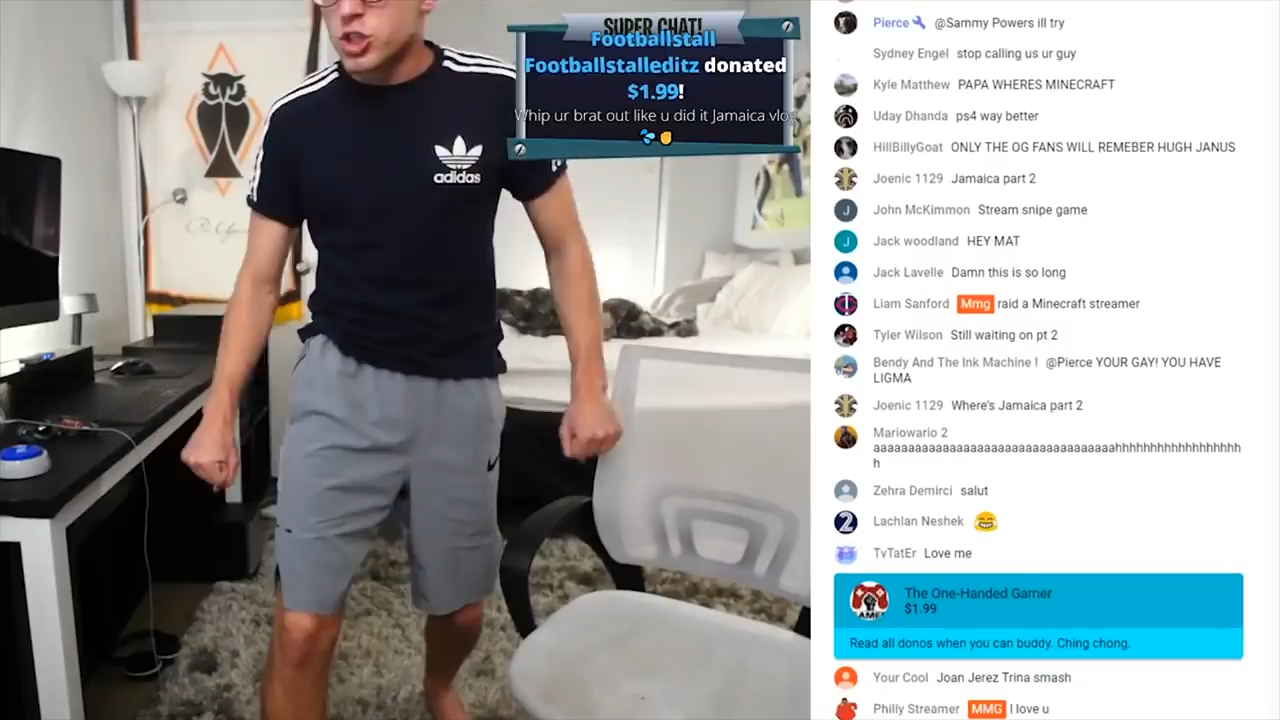 SUPER CHAT!
Footballstall
Footballstalleditz donated
$1.99!
Whip ur brat out like u did it Jamaica vlog
adidas
Pierce @Sammy Powers ill try
Sydney Engel stop calling us ur guy
Kyle Matthew PAPA WHERES MINECRAFT
Uday Dhanda ps4 way better
HillBillyGoat ONLY THE OG FANS WILL REMEBER HUGH JANUS
Joenic 1129 Jamaica part 2
J John McKimmon Stream snipe game
J Jack woodland HEY MAT
Jack Lavelle Damn this is so long
Liam Sanford Mmg raid a Minecraft streamer
Tyler Wilson Still waiting on pt 2
Bendy And The Ink Machine ! @Pierce YOUR GAY! YOU HAVE
LIGMA
Joenic 1129 Where's Jamaica part 2
Mariowario 2
aaaaaaaaaaaaaaaaaaaaaaaaaaaaaaaaaaahhhhhhhhhhhhhhhhhh
h
Zehra Demirci salut
2 Lachlan Neshek
TvTatEr Love me
The One-Handed Gamer
$1.99
Read all donos when you can buddy. Ching chong.
Your Cool Joan Jerez Trina smash
Philly Streamer MMG I love u